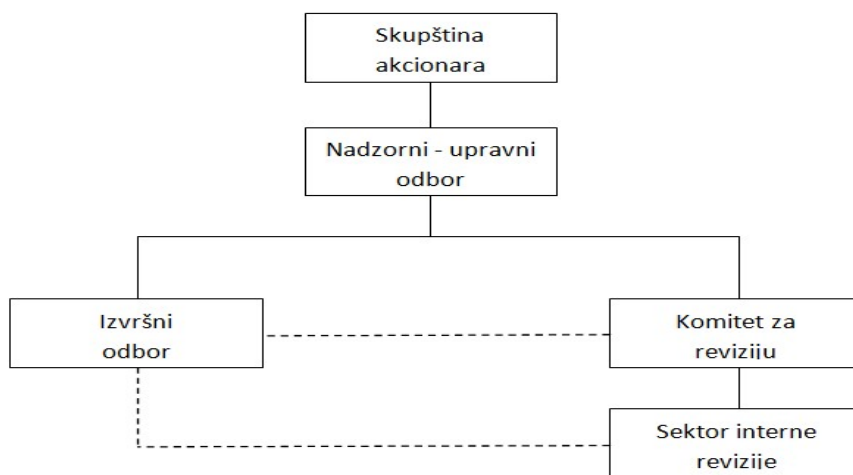 Skupština
akcionara
Nadzorni - upravni
odbor
Izvršni
odbor
Komitet za
reviziju
Sektor interne
revizije